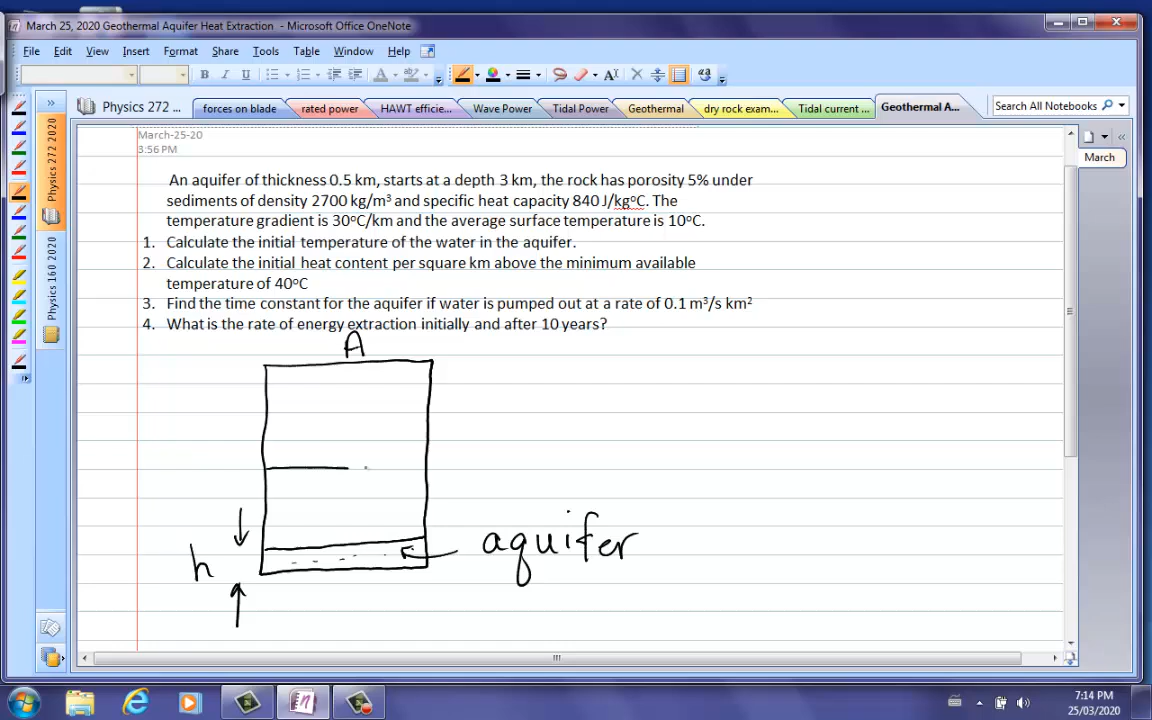 March 25, 2020 Geothermal Aquifer Heat Extraction - Microsoft Office OneNote
File Edit View Insert Format Share Tools Table Window Help
B I U A A
Physics 272 ... forces on blade rated power HAWT efficie... Wave Power Tidal Power Geothermal dry rock exam... Tidal current ... Geothermal A... Search All Notebooks
March
Physics 272 2020
Physics 160 2020
March-25-20
3:56 PM
An aquifer of thickness 0.5 km, starts at a depth 3 km, the rock has porosity 5% under
sediments of density 2700 kg/m³ and specific heat capacity 840 J/kg°C. The
temperature gradient is 30°C/km and the average surface temperature is 10°C.
1. Calculate the initial temperature of the water in the aquifer.
2. Calculate the initial heat content per square km above the minimum available
temperature of 40°C
3. Find the time constant for the aquifer if water is pumped out at a rate of 0.1 m³/s km²
4. What is the rate of energy extraction initially and after 10 years?
A
aquifer
h
7:14 PM
25/03/2020